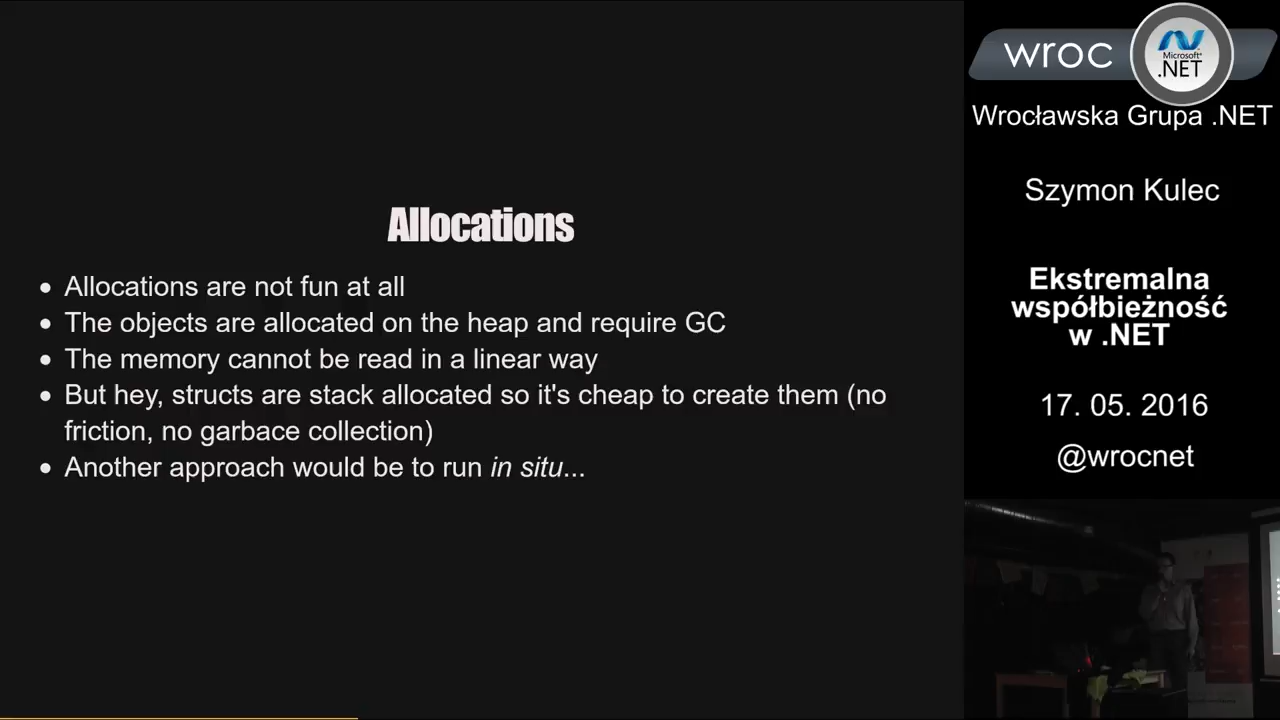 Allocations
Allocations are not fun at all
The objects are allocated on the heap and require GC
The memory cannot be read in a linear way
But hey, structs are stack allocated so it's cheap to create them (no
friction, no garbace collection)
Another approach would be to run in situ...
wroc
Microsoft
.NET
Wrocławska Grupa .NET
Szymon Kulec
Ekstremalna
współbieżność
w .NET
17. 05. 2016
@wrocnet